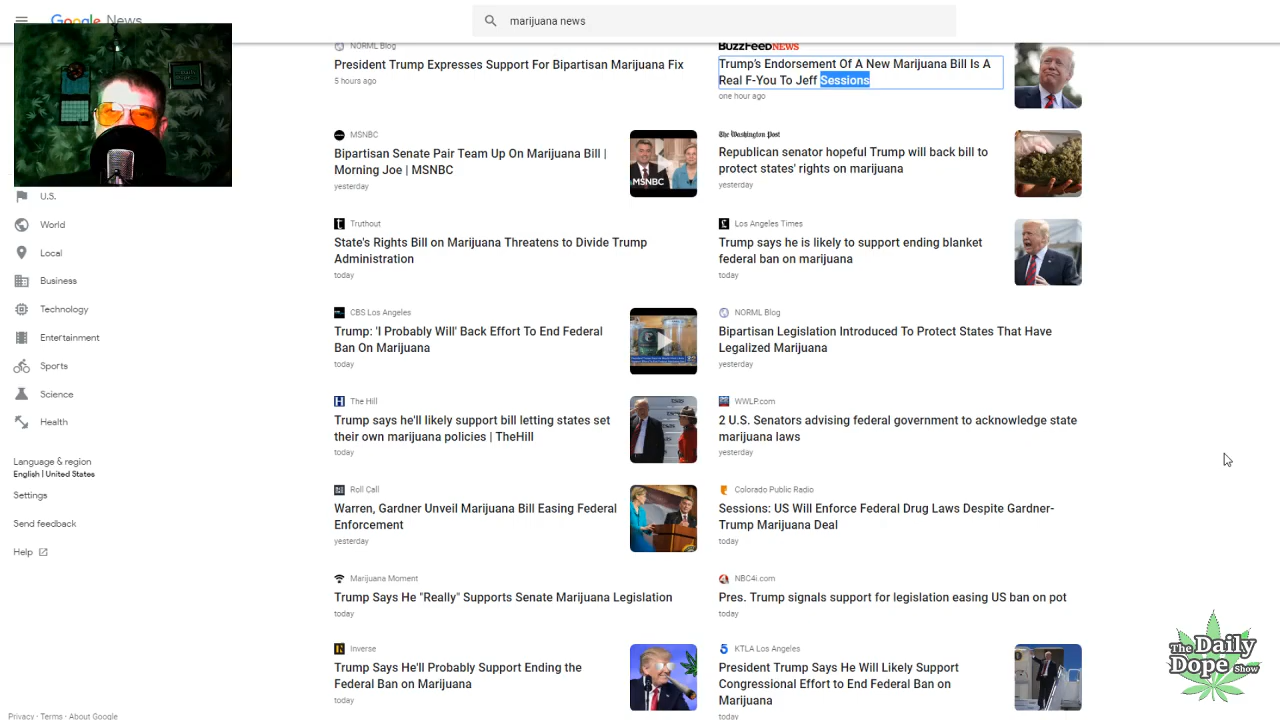 Google News
marijuana news
U.S.
World
Local
Business
Technology
Entertainment
Sports
Science
Health
Language & region
English | United States
Settings
Send feedback
Help
Privacy · Terms · About Google
NORML Blog
President Trump Expresses Support For Bipartisan Marijuana Fix
5 hours ago
BuzzFeed NEWS
Trump's Endorsement Of A New Marijuana Bill Is A
Real F-You To Jeff Sessions
one hour ago
MSNBC
Bipartisan Senate Pair Team Up On Marijuana Bill |
Morning Joe | MSNBC
yesterday
MSNBC
The Washington Post
Republican senator hopeful Trump will back bill to
protect states' rights on marijuana
yesterday
Truthout
State's Rights Bill on Marijuana Threatens to Divide Trump
Administration
today
Los Angeles Times
Trump says he is likely to support ending blanket
federal ban on marijuana
today
CBS Los Angeles
Trump: 'I Probably Will' Back Effort To End Federal
Ban On Marijuana
today
NORML Blog
Bipartisan Legislation Introduced To Protect States That Have
Legalized Marijuana
yesterday
The Hill
Trump says he'll likely support bill letting states set
their own marijuana policies | TheHill
today
WWLP.com
2 U.S. Senators advising federal government to acknowledge state
marijuana laws
yesterday
Roll Call
Warren, Gardner Unveil Marijuana Bill Easing Federal
Enforcement
yesterday
Colorado Public Radio
Sessions: US Will Enforce Federal Drug Laws Despite Gardner-
Trump Marijuana Deal
today
Marijuana Moment
Trump Says He "Really" Supports Senate Marijuana Legislation
today
NBC4i.com
Pres. Trump signals support for legislation easing US ban on pot
today
Inverse
Trump Says He'll Probably Support Ending the
Federal Ban on Marijuana
today
KTLA Los Angeles
President Trump Says He Will Likely Support
Congressional Effort to End Federal Ban on
Marijuana
today
The Daily
Dope Show